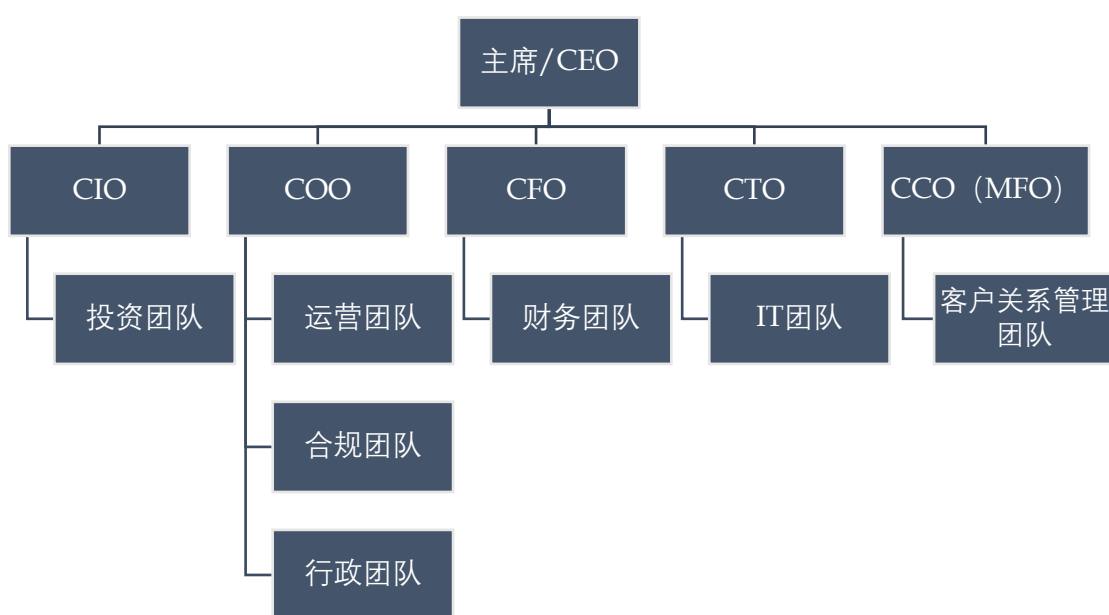 主席/CEO
CIO
COO
CFO
CTO
CCO（MFO）
投资团队
运营团队
财务团队
IT团队
客户关系管理
团队
合规团队
行政团队